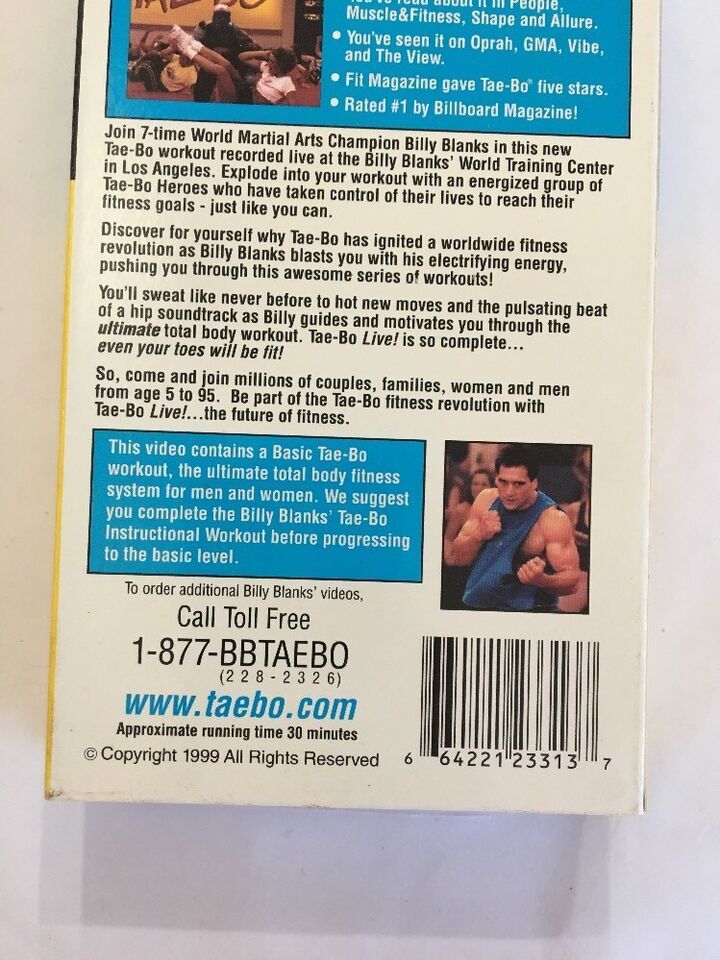 TAE-BO
You've read about it in People,
Muscle&Fitness, Shape and Allure.
• You've seen it on Oprah, GMA, Vibe,
and The View.
• Fit Magazine gave Tae-Bo® five stars.
• Rated #1 by Billboard Magazine!
Join 7-time World Martial Arts Champion Billy Blanks in this new
Tae-Bo workout recorded live at the Billy Blanks' World Training Center
in Los Angeles. Explode into your workout with an energized group of
Tae-Bo Heroes who have taken control of their lives to reach their
fitness goals - just like you can.
Discover for yourself why Tae-Bo has ignited a worldwide fitness
revolution as Billy Blanks blasts you with his electrifying energy,
pushing you through this awesome series of workouts!
You'll sweat like never before to hot new moves and the pulsating beat
of a hip soundtrack as Billy guides and motivates you through the
ultimate total body workout. Tae-Bo Live! is so complete...
even your toes will be fit!
So, come and join millions of couples, families, women and men
from age 5 to 95. Be part of the Tae-Bo fitness revolution with
Tae-Bo Live!...the future of fitness.
This video contains a Basic Tae-Bo
workout, the ultimate total body fitness
system for men and women. We suggest
you complete the Billy Blanks' Tae-Bo
Instructional Workout before progressing
to the basic level.
To order additional Billy Blanks' videos,
Call Toll Free
1-877-BBTAEBO
(228-2326)
www.taebo.com
Approximate running time 30 minutes
© Copyright 1999 All Rights Reserved
6 64221 23313 7